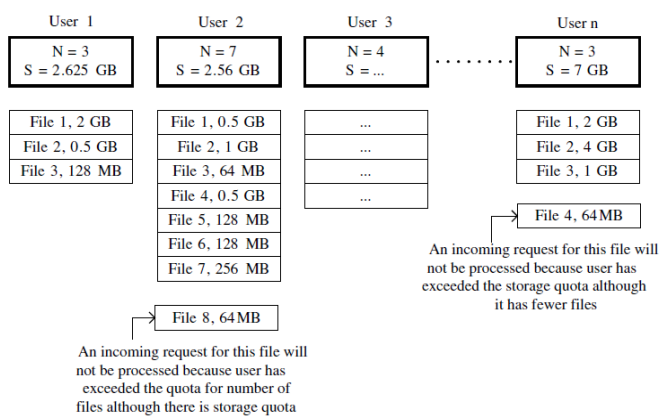 User 1
N = 3
S = 2.625 GB
File 1, 2 GB
File 2, 0.5 GB
File 3, 128 MB
User 2
N = 7
S = 2.56 GB
File 1, 0.5 GB
File 2, 1 GB
File 3, 64 MB
File 4, 0.5 GB
File 5, 128 MB
File 6, 128 MB
File 7, 256 MB
File 8, 64MB
An incoming request for this file will
not be processed because user has
exceeded the quota for number of
files although there is storage quota
User 3
N = 4
S = ...
...
...
...
...
........
User n
N = 3
S = 7 GB
File 1, 2 GB
File 2, 4 GB
File 3, 1 GB
File 4, 64MB
An incoming request for this file will
not be processed because user has
exceeded the storage quota although
it has fewer files